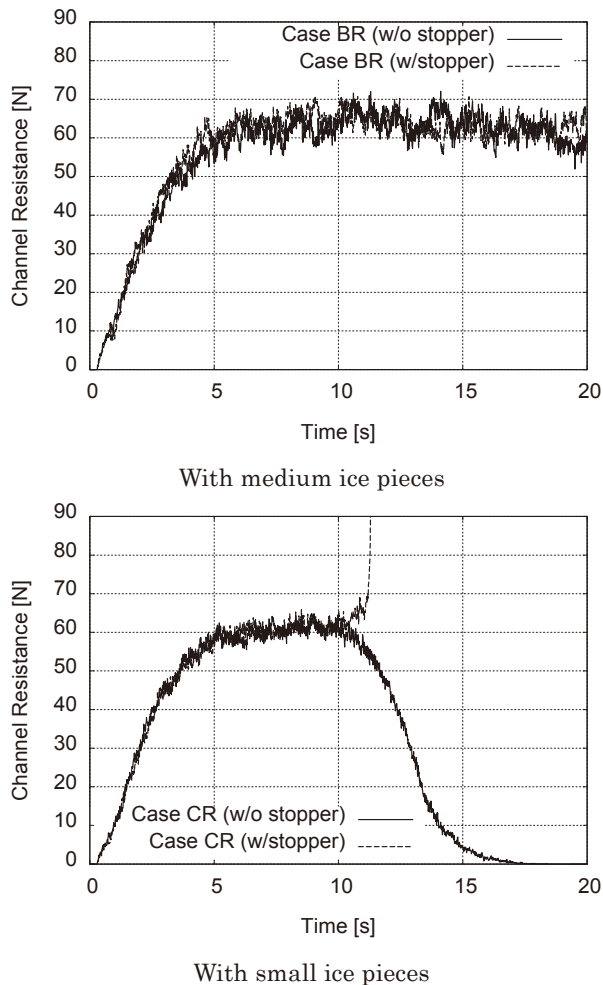 Case BR (w/o stopper)
Case BR (w/stopper)
Channel Resistance [N]
90
80
70
60
50
40
30
20
10
0
0 5 10 15 20
Time [s]
With medium ice pieces
Channel Resistance [N]
90
80
70
60
50
40
30
20
10
0
Case CR (w/o stopper)
Case CR (w/stopper)
0 5 10 15 20
Time [s]
With small ice pieces